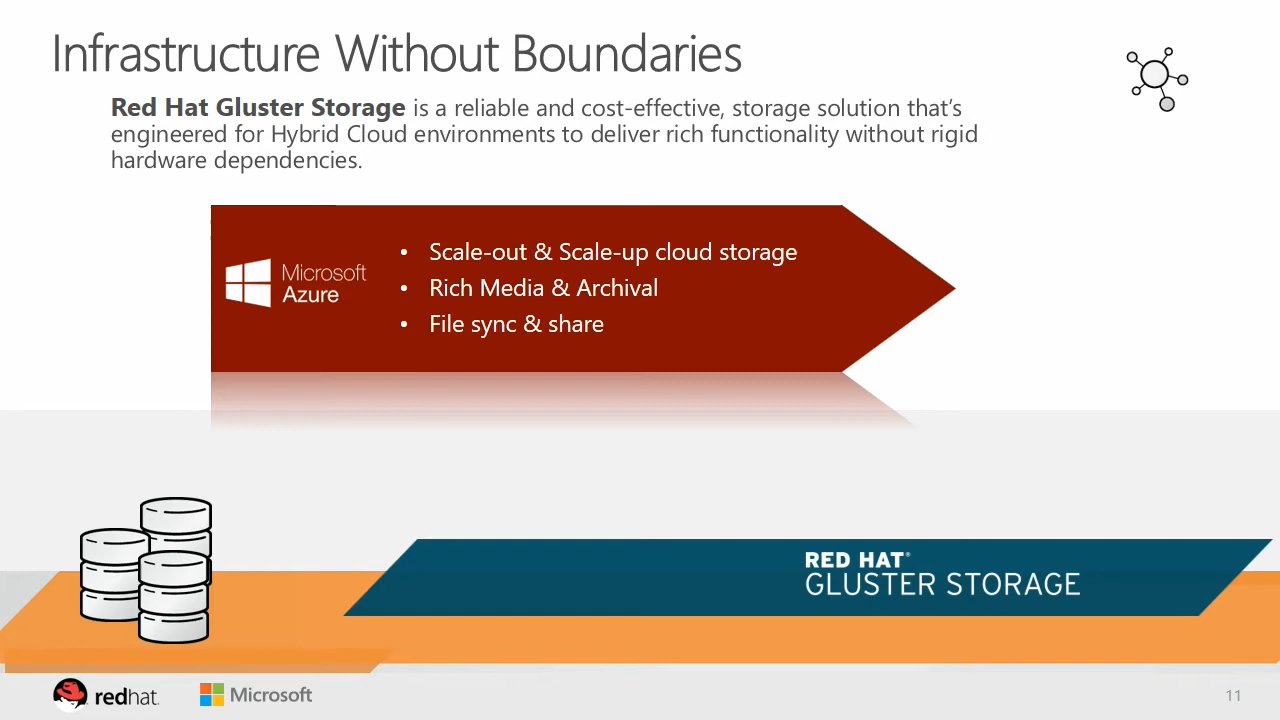 Infrastructure Without Boundaries
Red Hat Gluster Storage is a reliable and cost-effective, storage solution that’s
engineered for Hybrid Cloud environments to deliver rich functionality without rigid
hardware dependencies.
Microsoft
Azure
• Scale-out & Scale-up cloud storage
• Rich Media & Archival
• File sync & share
RED HAT®
GLUSTER STORAGE
redhat.
Microsoft
11